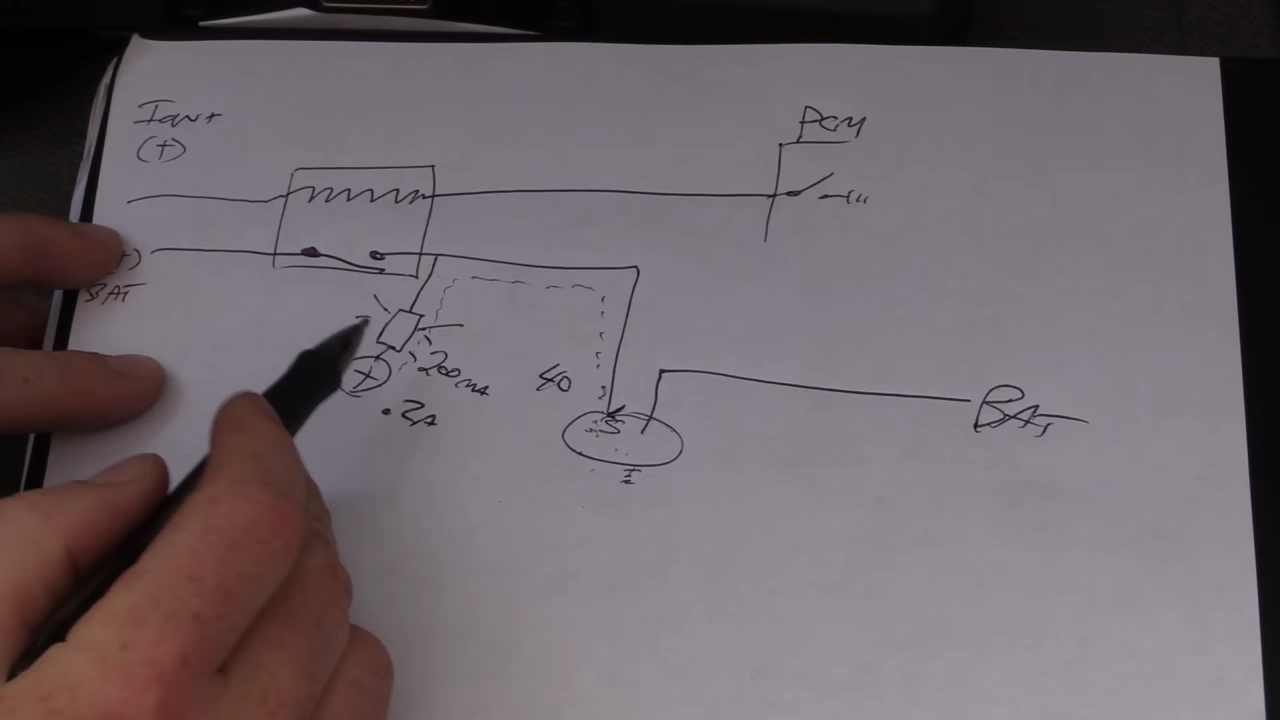 Ign+
(+)
PCM
(+)
BAT
+
200mA
.2A
40
S
BAT